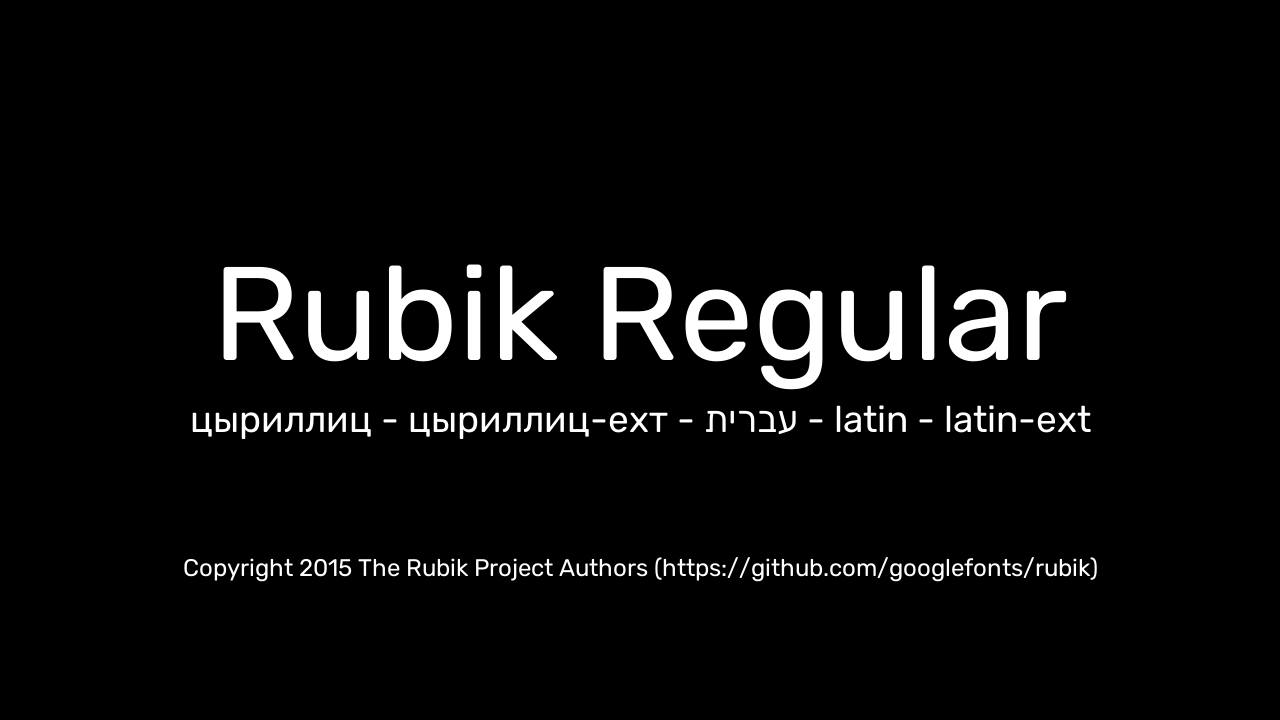 Rubik Regular
цыриллиц - цыриллиц-ехт - עברית - latin - latin-ext
Copyright 2015 The Rubik Project Authors (https://github.com/googlefonts/rubik)